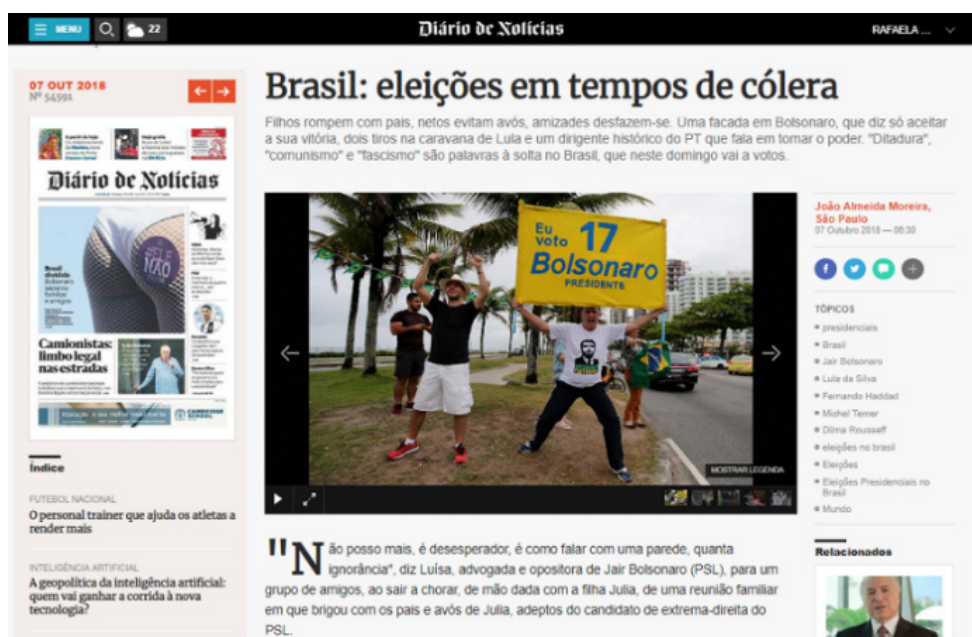 MENU
22
Diário de Notícias
RAFAELA ...
07 OUT 2018
Nº 54591
Diário de Notícias
ELE
NÃO
Brasil
dividido
Camionistas:
limbo legal
nas estradas
Índice
FUTEBOL NACIONAL
O personal trainer que ajuda os atletas a
render mais
INTELIGÊNCIA ARTIFICIAL
A geopolítica da inteligência artificial:
quem vai ganhar a corrida à nova
tecnologia?
Brasil: eleições em tempos de cólera
Filhos rompem com pais, netos evitam avós, amizades desfazem-se. Uma facada em Bolsonaro, que diz só aceitar
a sua vitória, dois tiros na caravana de Lula e um dirigente histórico do PT que fala em tomar o poder. "Ditadura",
"comunismo" e "fascismo" são palavras à solta no Brasil, que neste domingo vai a votos.
Eu
voto 17
Bolsonaro
PRESIDENTE
MOSTRAR LEGENDA
"Não posso mais, é desesperador, é como falar com uma parede, quanta
ignorância", diz Luísa, advogada e opositora de Jair Bolsonaro (PSL), para um
grupo de amigos, ao sair a chorar, de mão dada com a filha Julia, de uma reunião familiar
em que brigou com os pais e avós de Julia, adeptos do candidato de extrema-direita do
PSL.
João Almeida Moreira,
São Paulo
07 Outubro 2018 — 06:30
TÓPICOS
presidenciais
Brasil
Jair Bolsonaro
Lula da Silva
Fernando Haddad
Michel Temer
Dilma Rousseff
eleições no brasil
Eleições
Eleições Presidenciais no
Brasil
Mundo
Relacionados